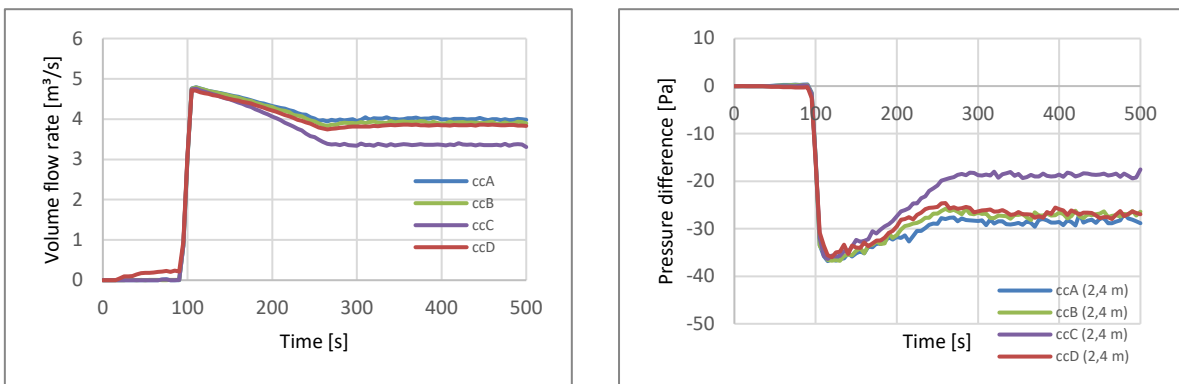 Volume flow rate [m³/s]
6
5
4
3
2
1
0
0 100 200 300 400 500
Time [s]
ccA
ccB
ccC
ccD
Pressure difference [Pa]
10
0
-10
-20
-30
-40
-50
0 100 200 300 400 500
Time [s]
ccA (2,4 m)
ccB (2,4 m)
ccC (2,4 m)
ccD (2,4 m)